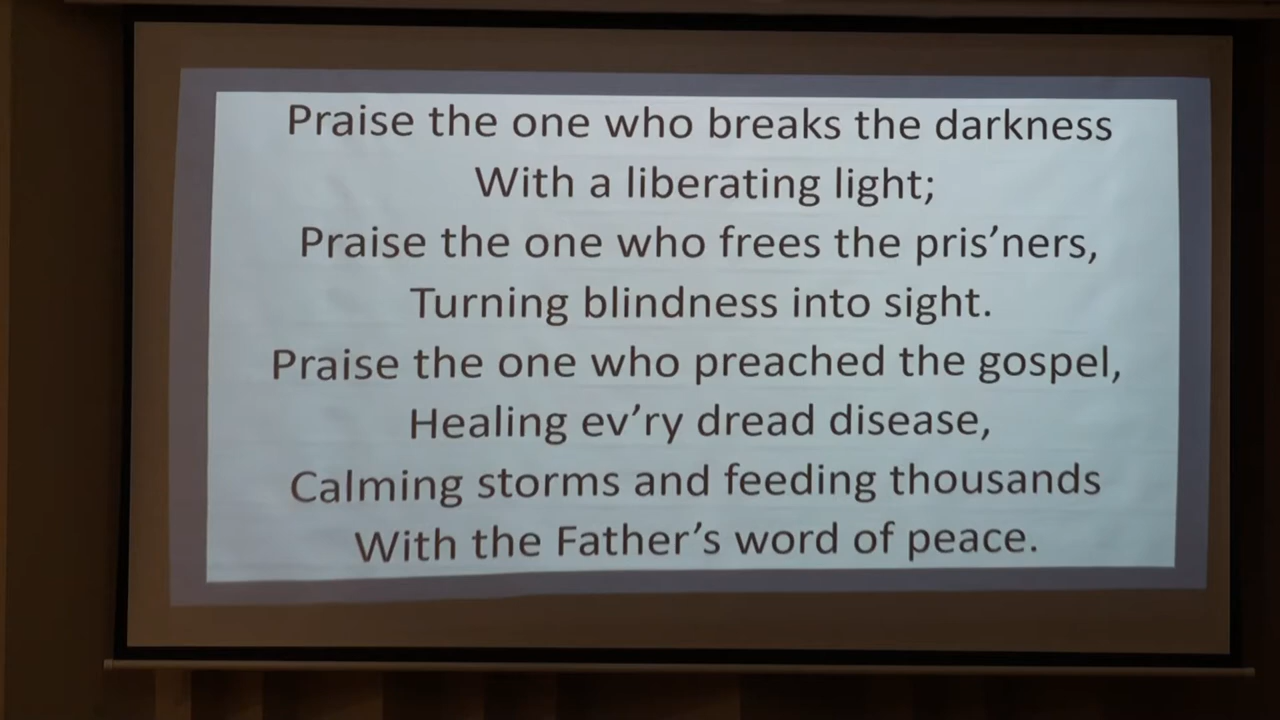 Praise the one who breaks the darkness
With a liberating light;
Praise the one who frees the pris’ners,
Turning blindness into sight.
Praise the one who preached the gospel,
Healing ev’ry dread disease,
Calming storms and feeding thousands
With the Father’s word of peace.